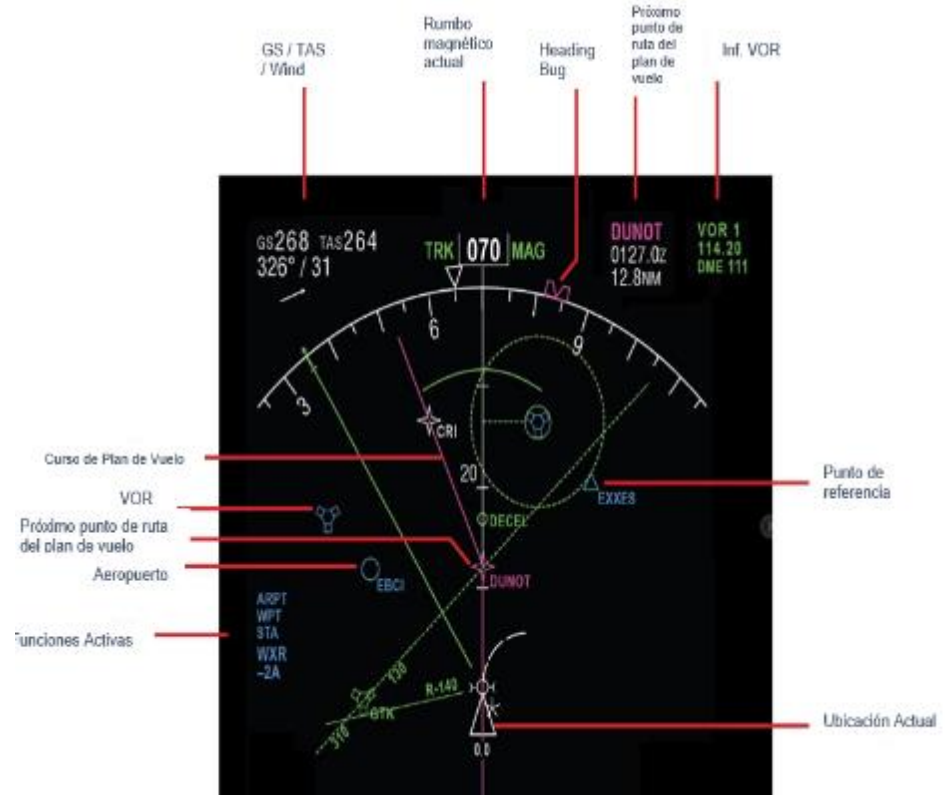 GS / TAS
/ Wind
Rumbo
magnético
actual
Heading
Bug
Próximo
punto de
ruta del
plan de
vuelo
Inf. VOR
GS268 TAS264
326° / 31
TRK 070 MAG
DUNOT
0127.0Z
12.8NM
VOR 1
114.20
DME 111
3
6
9
CRI
20
DECEL
EXXES
DUNOT
EBCI
ARPT
WPT
STA
WXR
-2A
130
R-140
GTK
310
0.0
Curso de Plan de Vuelo
VOR
Próximo punto de ruta
del plan de vuelo
Aeropuerto
Funciones Activas
Punto de
referencia
Ubicación Actual